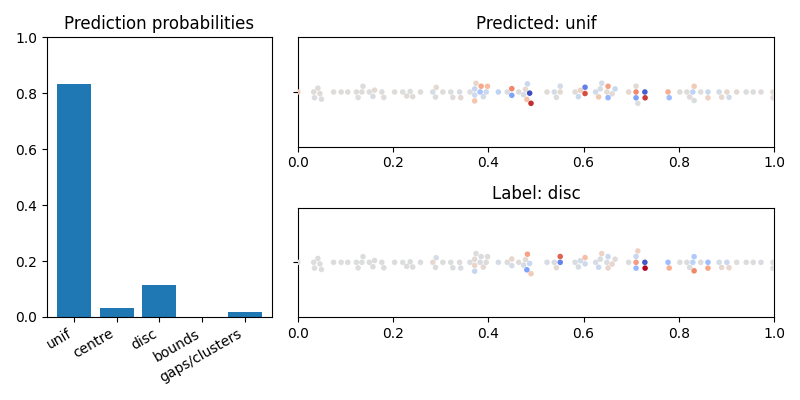 Prediction probabilities
1.0
0.8
0.6
0.4
0.2
0.0
unif
centre
disc
bounds
gaps/clusters
Predicted: unif
0.0 0.2 0.4 0.6 0.8 1.0
Label: disc
0.0 0.2 0.4 0.6 0.8 1.0